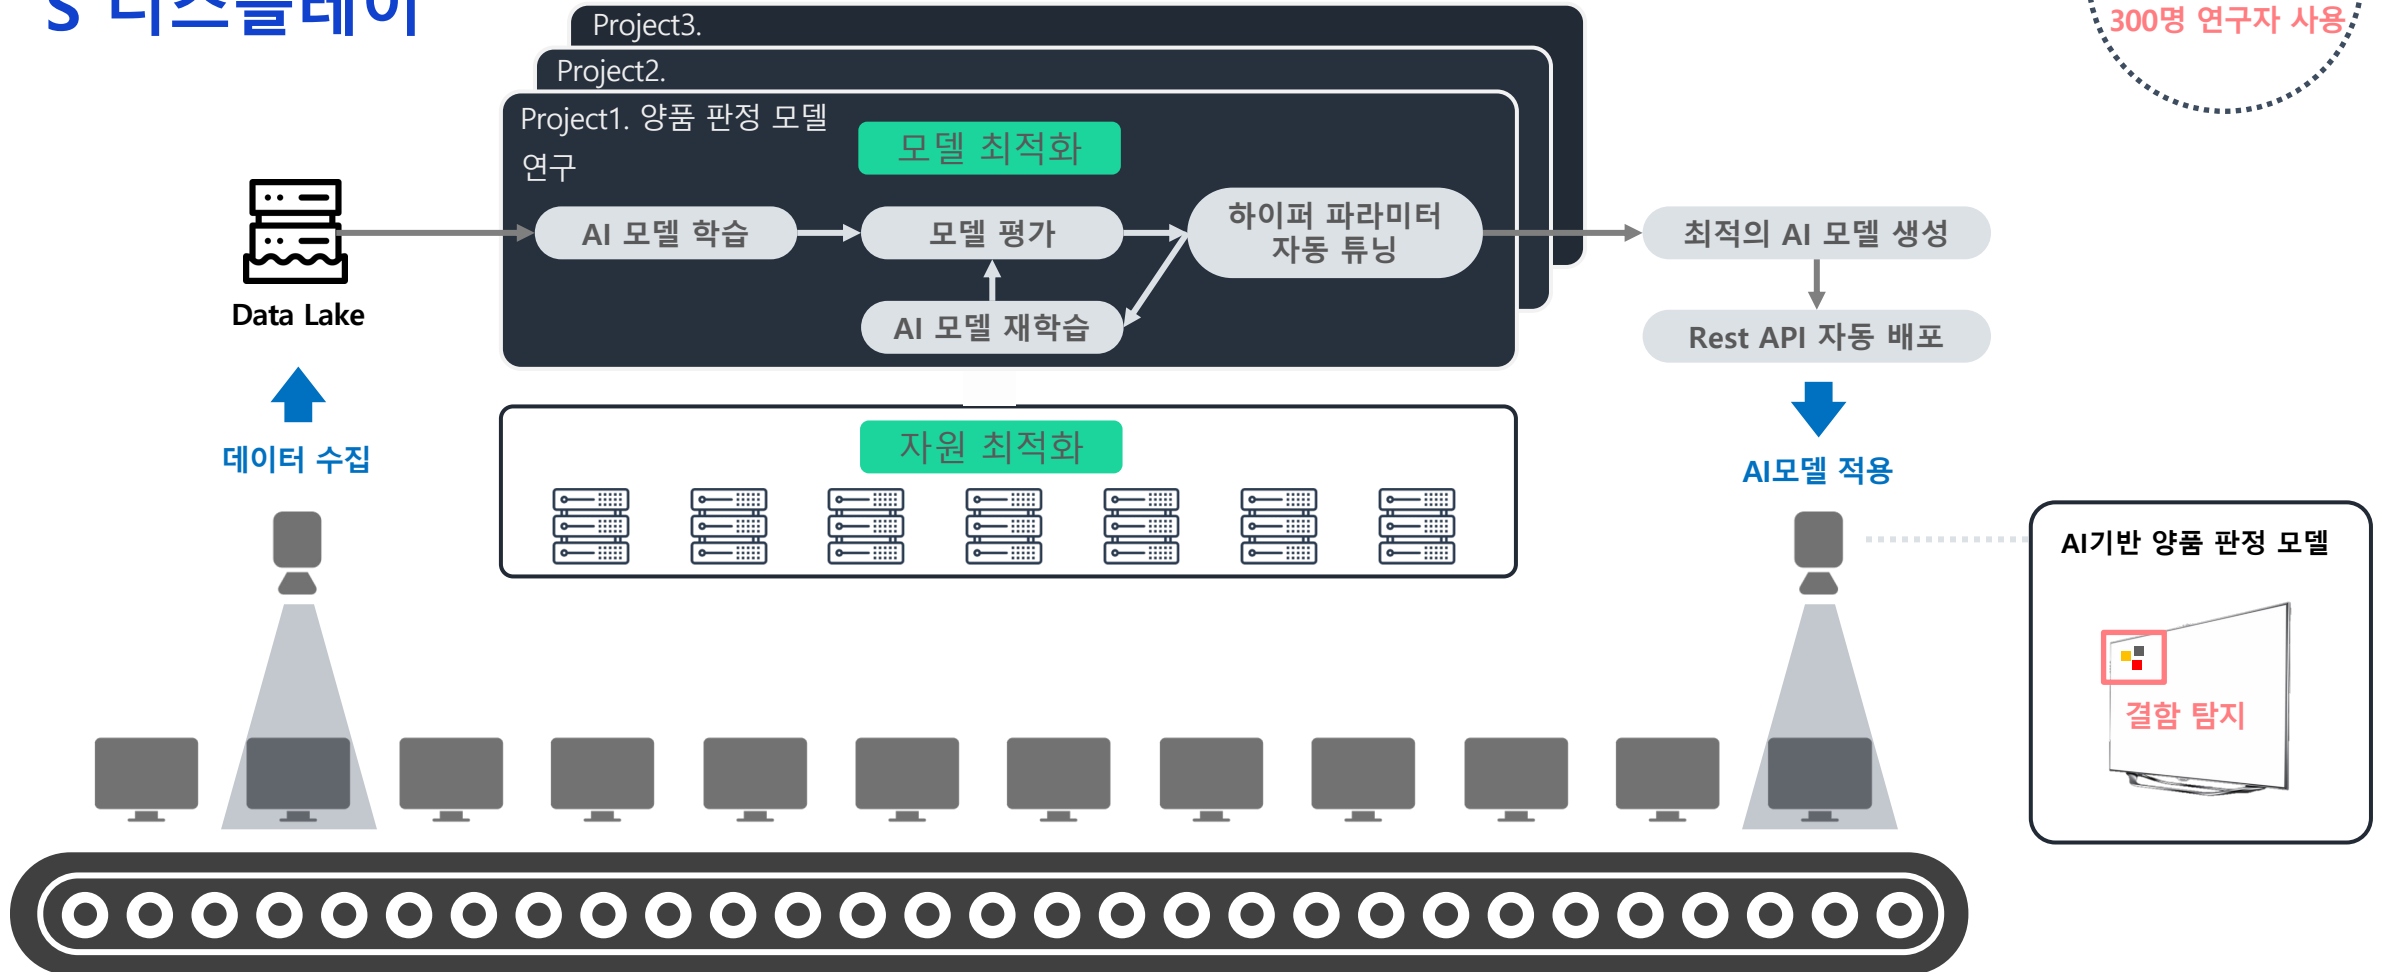 S 디스플레이
300명 연구자 사용
Project3.
Project2.
Project1. 양품 판정 모델
연구
모델 최적화
AI 모델 학습
모델 평가
하이퍼 파라미터
자동 튜닝
AI 모델 재학습
최적의 AI 모델 생성
Rest API 자동 배포
Data Lake
데이터 수집
자원 최적화
AI모델 적용
AI기반 양품 판정 모델
결함 탐지